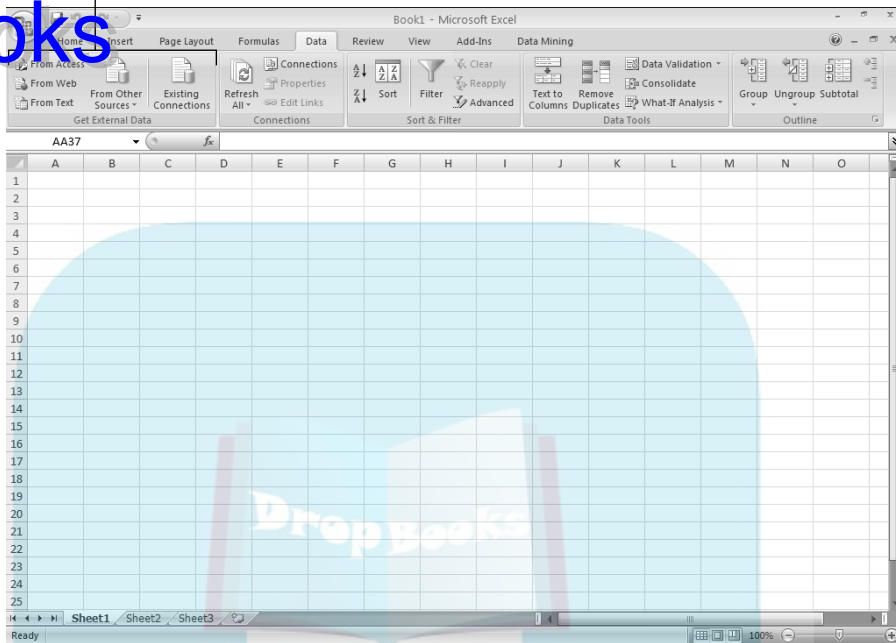 oks
Book1 - Microsoft Excel
Home Insert Page Layout Formulas Data Review View Add-Ins Data Mining
From Access
From Web
From Text
From Other Sources
Existing Connections
Get External Data
Refresh All
Connections
Properties
Edit Links
Connections
Sort
Filter
Clear
Reapply
Advanced
Sort & Filter
Text to Columns
Remove Duplicates
Data Validation
Consolidate
What-If Analysis
Data Tools
Group
Ungroup
Subtotal
Outline
AA37 fx
A B C D E F G H I J K L M N O
1
2
3
4
5
6
7
8
9
10
11
12
13
14
15
16
17
18
19
20
21
22
23
24
25
DropBooks
Sheet1 Sheet2 Sheet3
Ready 100%